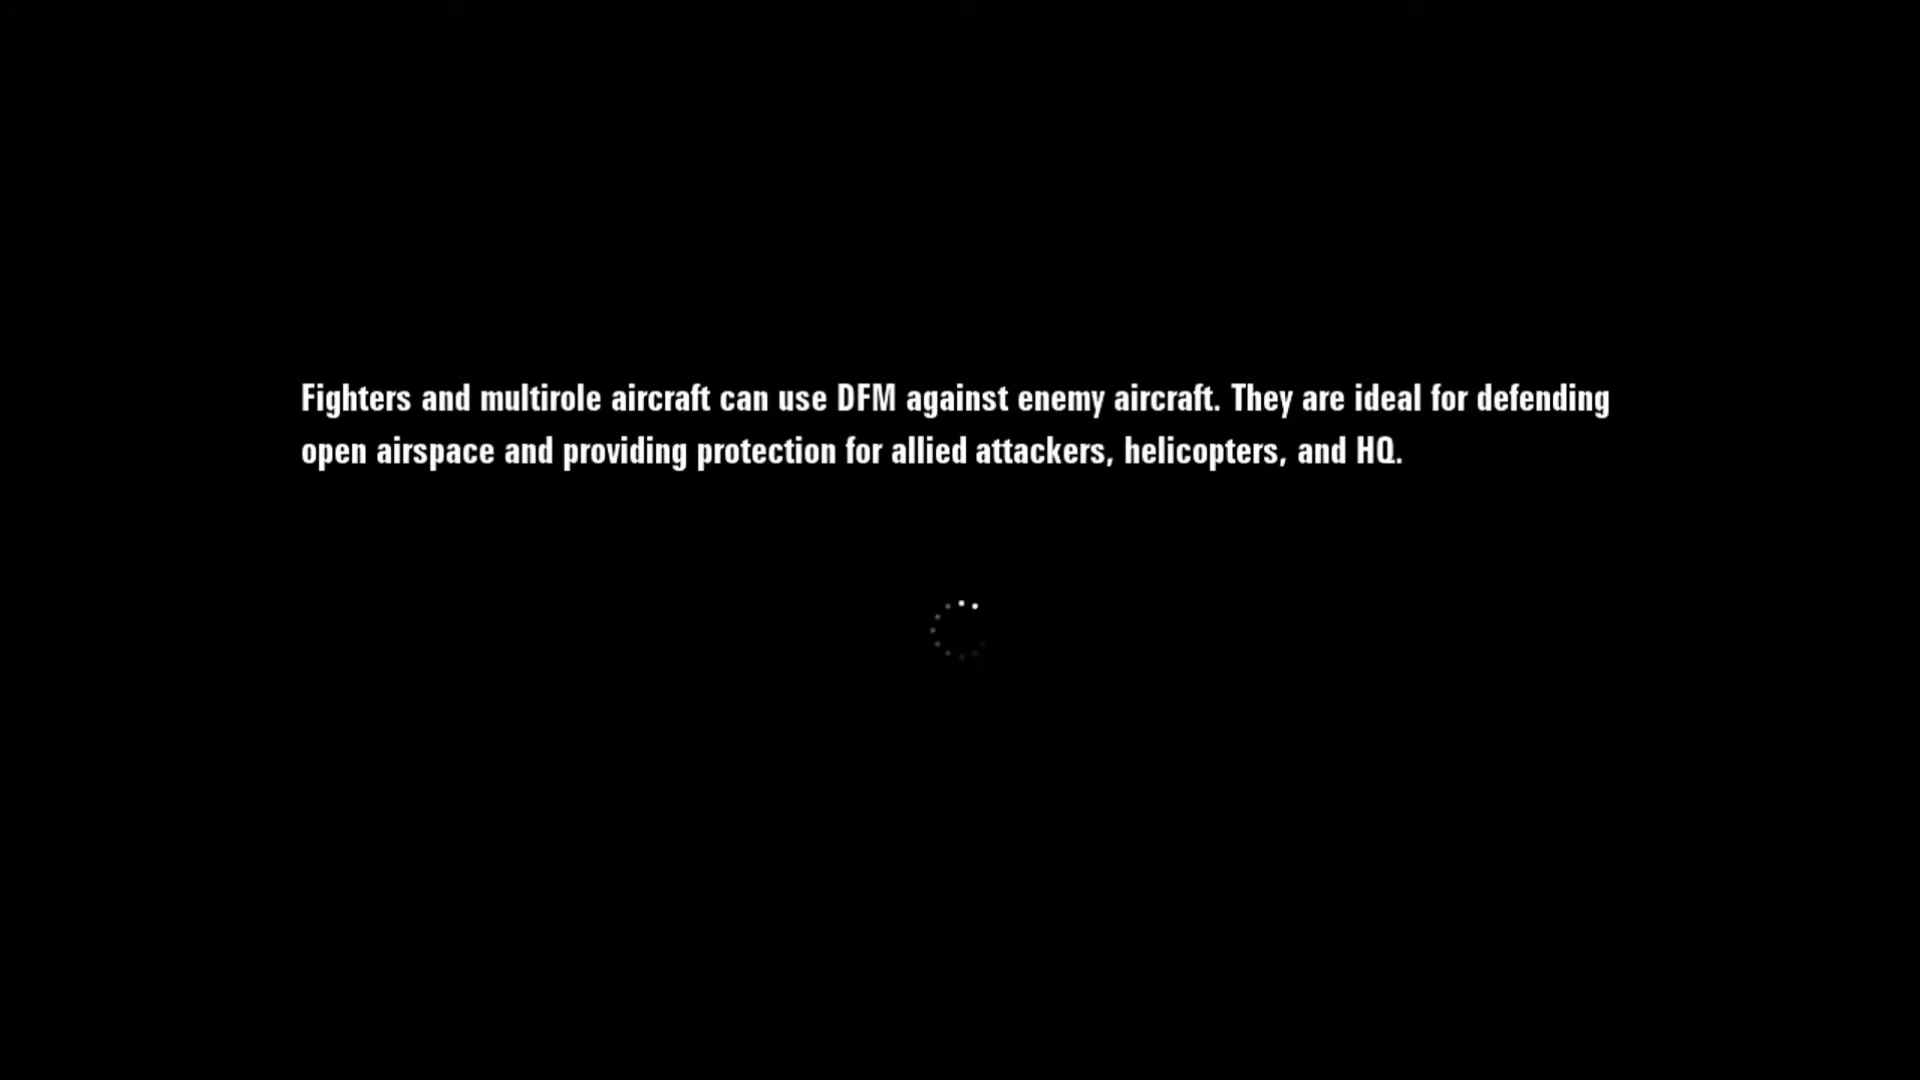 Fighters and multirole aircraft can use DFM against enemy aircraft. They are ideal for defending
open airspace and providing protection for allied attackers, helicopters, and HQ.